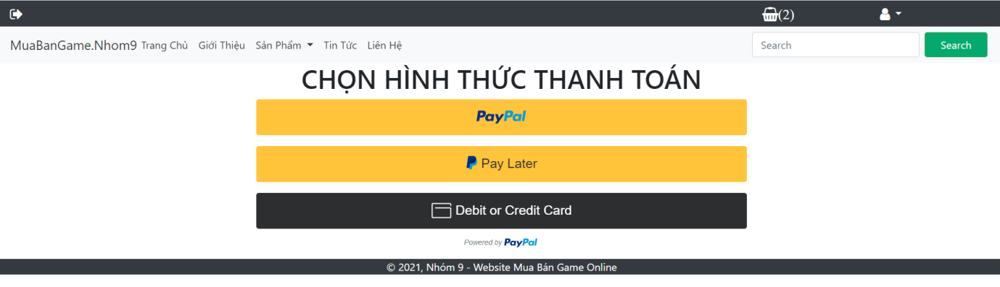 (2)
MuaBanGame.Nhom9 Trang Chủ Giới Thiệu Sản Phẩm Tin Tức Liên Hệ Search Search
CHỌN HÌNH THỨC THANH TOÁN
PayPal
Pay Later
Debit or Credit Card
Powered by PayPal
© 2021, Nhóm 9 - Website Mua Bán Game Online